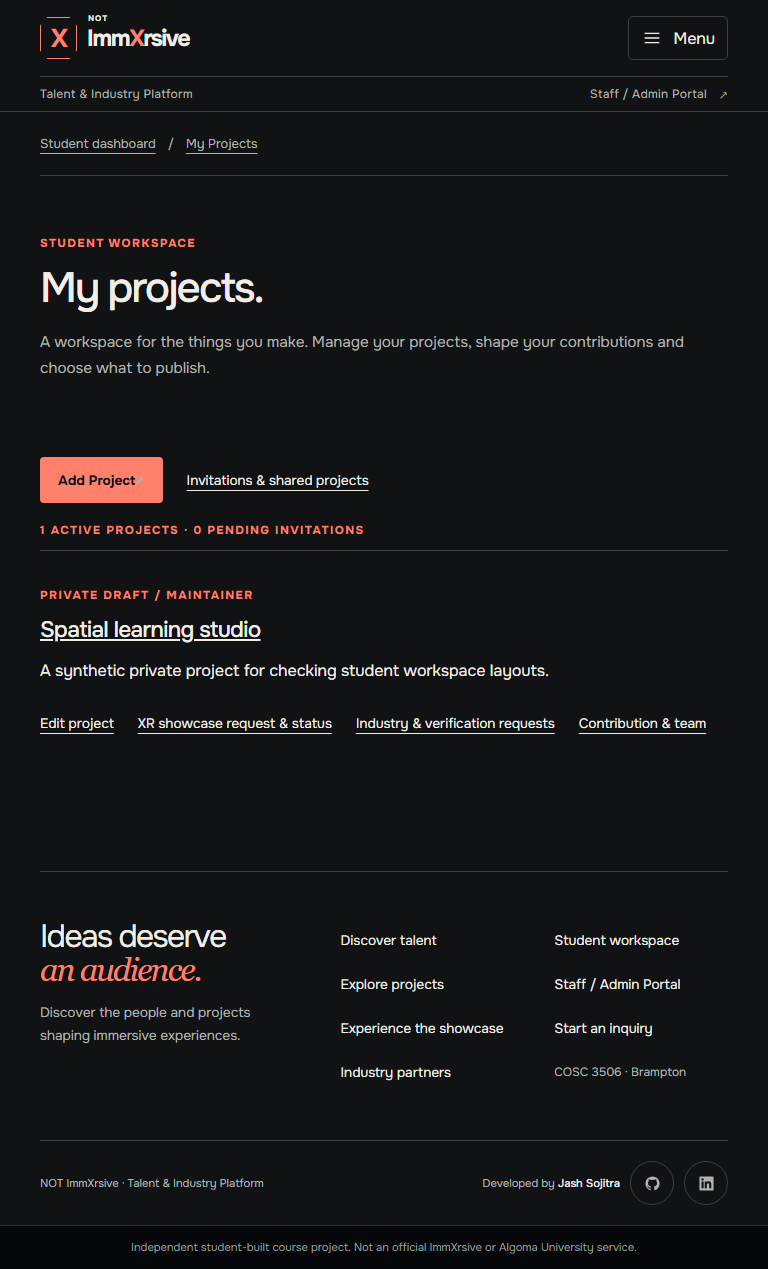 NOT
X ImmXrsive
Menu
Talent & Industry Platform
Staff / Admin Portal ↗
Student dashboard / My Projects
STUDENT WORKSPACE
My projects.
A workspace for the things you make. Manage your projects, shape your contributions and
choose what to publish.
Add Project
Invitations & shared projects
1 ACTIVE PROJECTS · 0 PENDING INVITATIONS
PRIVATE DRAFT / MAINTAINER
Spatial learning studio
A synthetic private project for checking student workspace layouts.
Edit project
XR showcase request & status
Industry & verification requests
Contribution & team
Ideas deserve
an audience.
Discover the people and projects
shaping immersive experiences.
Discover talent
Explore projects
Experience the showcase
Industry partners
Student workspace
Staff / Admin Portal
Start an inquiry
COSC 3506 · Brampton
NOT ImmXrsive · Talent & Industry Platform
Developed by Jash Sojitra
Independent student-built course project. Not an official ImmXrsive or Algoma University service.